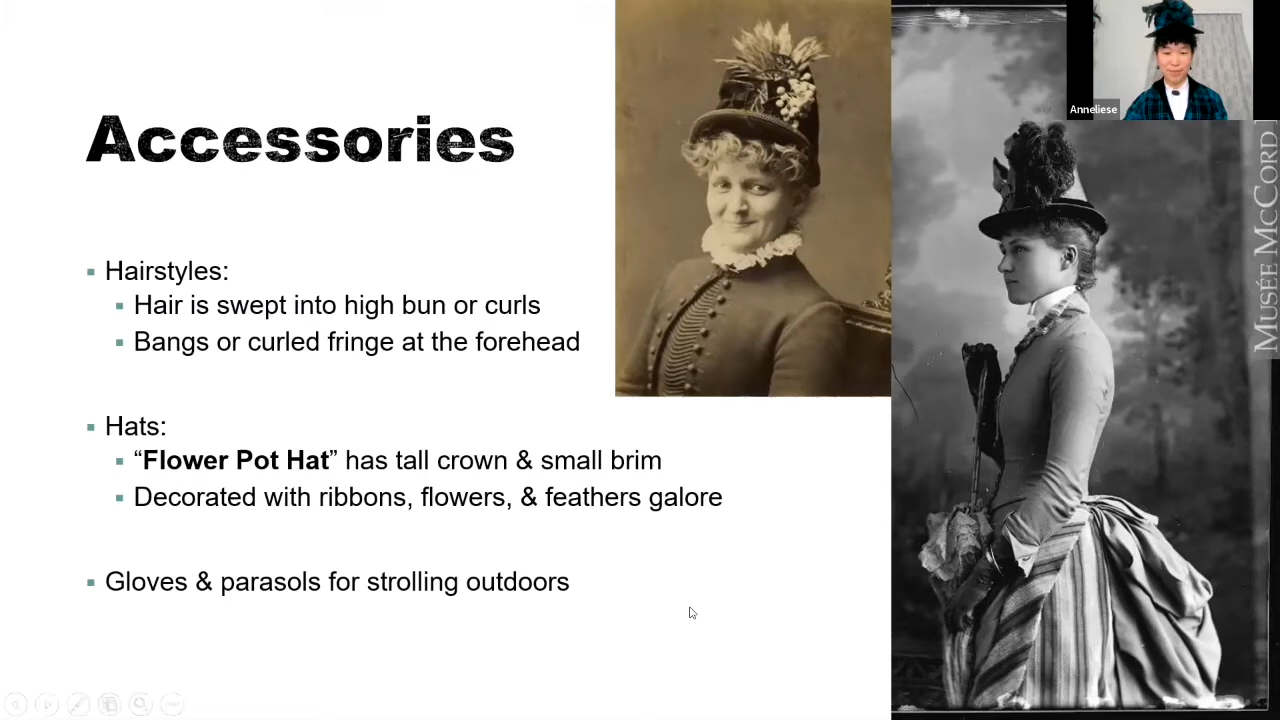 Accessories
Hairstyles:
Hair is swept into high bun or curls
Bangs or curled fringe at the forehead
Hats:
“Flower Pot Hat” has tall crown & small brim
Decorated with ribbons, flowers, & feathers galore
Gloves & parasols for strolling outdoors
Anneliese
MUSÉE MCCORD